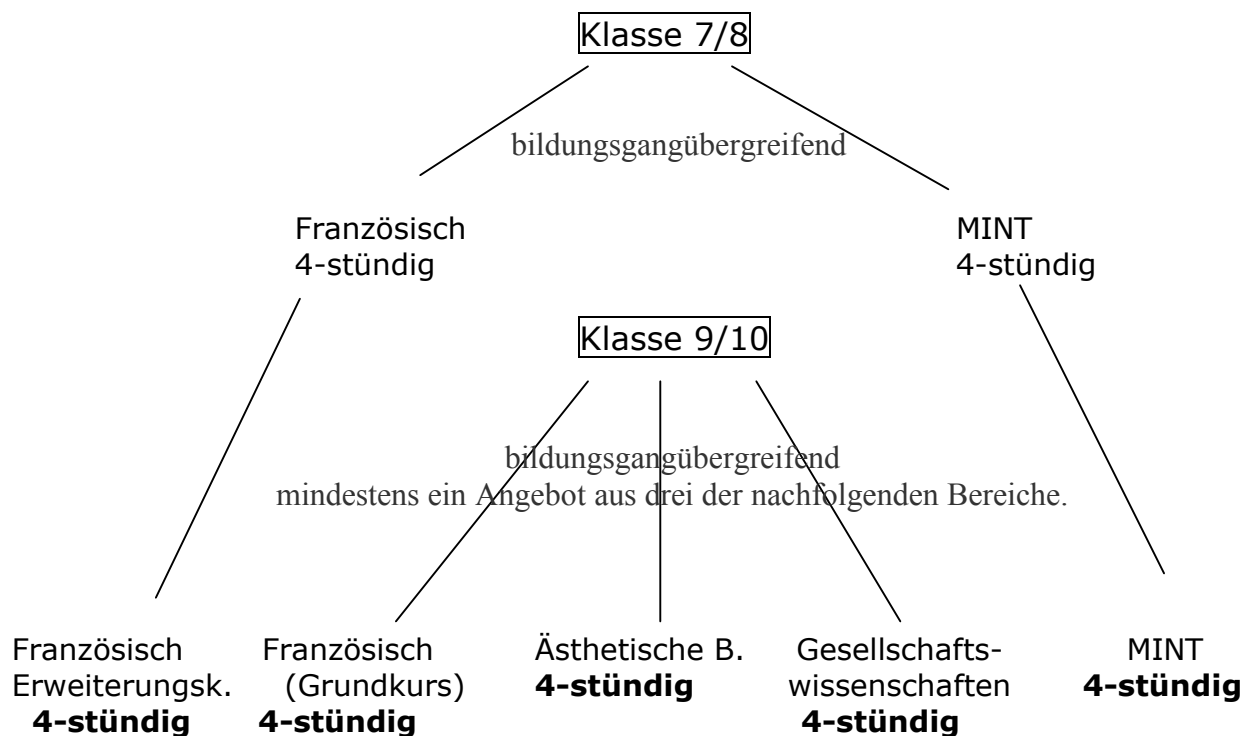 Klasse 7/8
bildungsgangübergreifend
Französisch
4-stündig
MINT
4-stündig
Klasse 9/10
bildungsgangübergreifend
mindestens ein Angebot aus drei der nachfolgenden Bereiche.
Französisch
Erweiterungsk.
4-stündig
Französisch
(Grundkurs)
4-stündig
Ästhetische B.
4-stündig
Gesellschafts-
wissenschaften
4-stündig
MINT
4-stündig